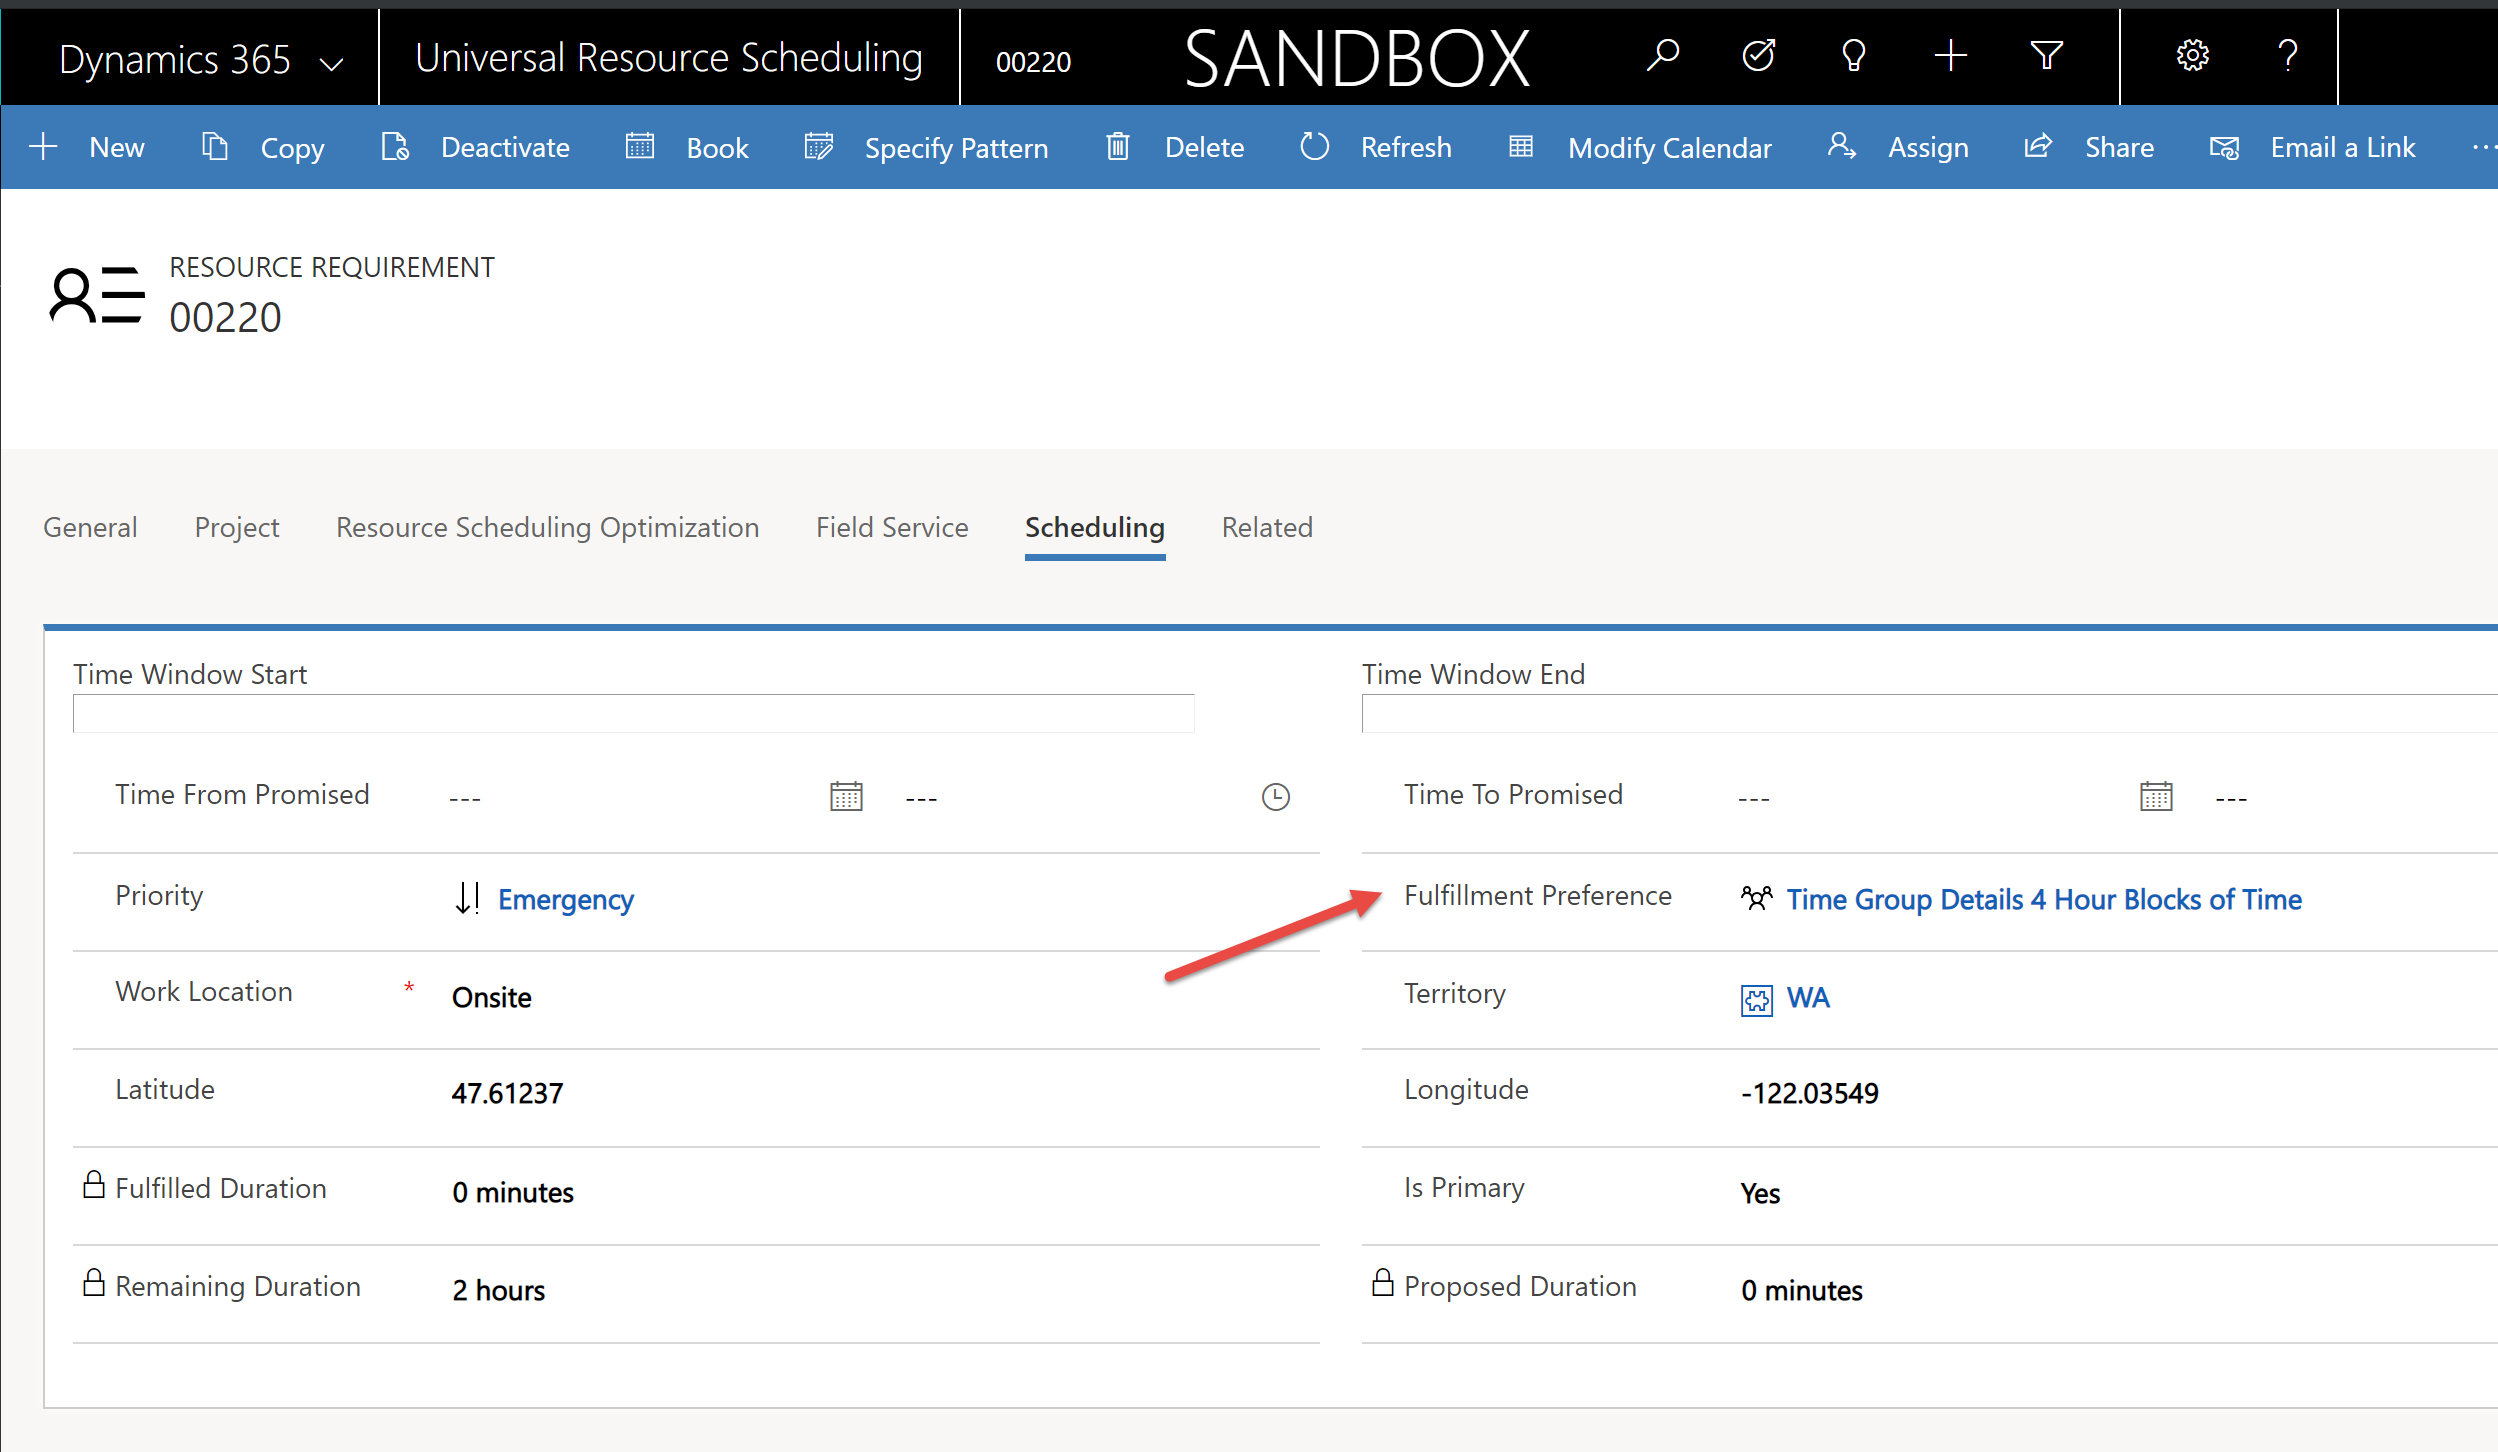 Dynamics 365 Universal Resource Scheduling 00220 SANDBOX ?
New Copy Deactivate Book Specify Pattern Delete Refresh Modify Calendar Assign Share Email a Link ...
RESOURCE REQUIREMENT
00220
General Project Resource Scheduling Optimization Field Service Scheduling Related
Time Window Start Time Window End
Time From Promised --- --- Time To Promised --- ---
Priority Emergency Fulfillment Preference Time Group Details 4 Hour Blocks of Time
Work Location * Onsite Territory WA
Latitude 47.61237 Longitude -122.03549
Fulfilled Duration 0 minutes Is Primary Yes
Remaining Duration 2 hours Proposed Duration 0 minutes